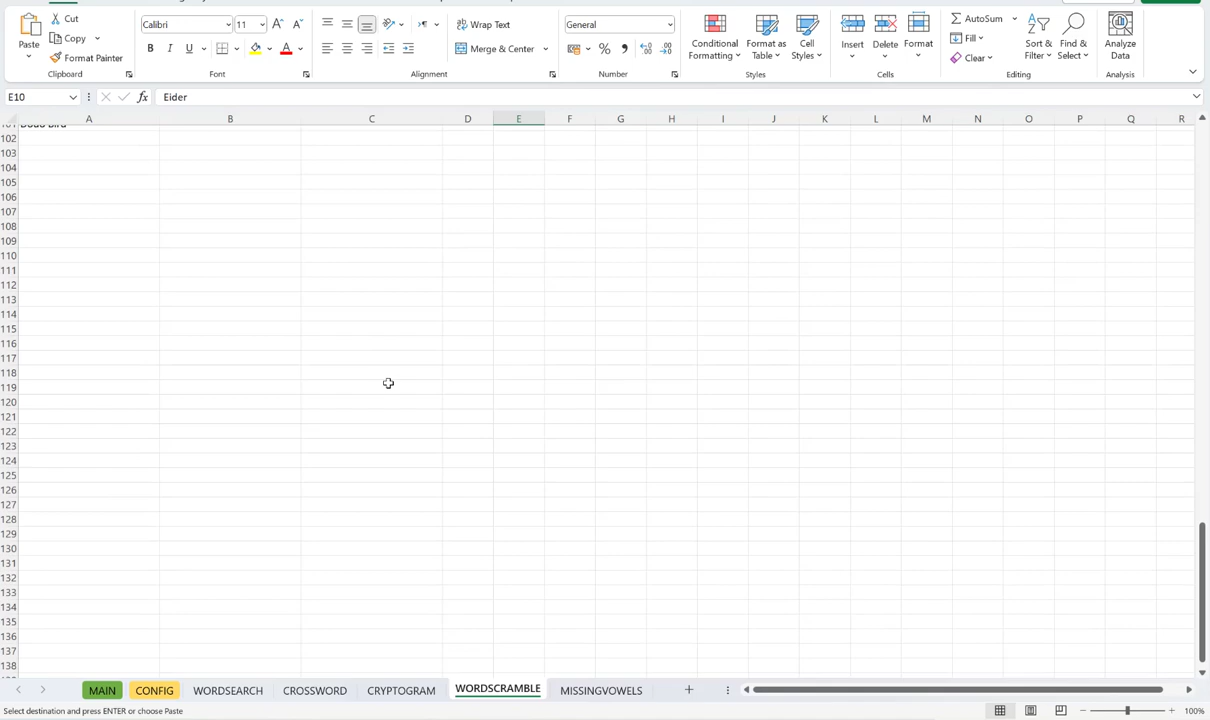 Cut
Calibri 11
Wrap Text
General
AutoSum
Paste
Copy
Fill
Conditional Formatting
Format as Table
Cell Styles
Insert
Delete
Format
Sort & Filter
Find & Select
Analyze Data
Format Painter
B I U
Merge & Center
Clear
Clipboard
Font
Alignment
Number
Styles
Cells
Editing
Analysis
E10
fx
Eider
A B C D E F G H I J K L M N O P Q R
102
103
104
105
106
107
108
109
110
111
112
113
114
115
116
117
118
119
120
121
122
123
124
125
126
127
128
129
130
131
132
133
134
135
136
137
138
MAIN CONFIG WORDSEARCH CROSSWORD CRYPTOGRAM WORDSCRAMBLE MISSINGVOWELS
Select destination and press ENTER or choose Paste
100%